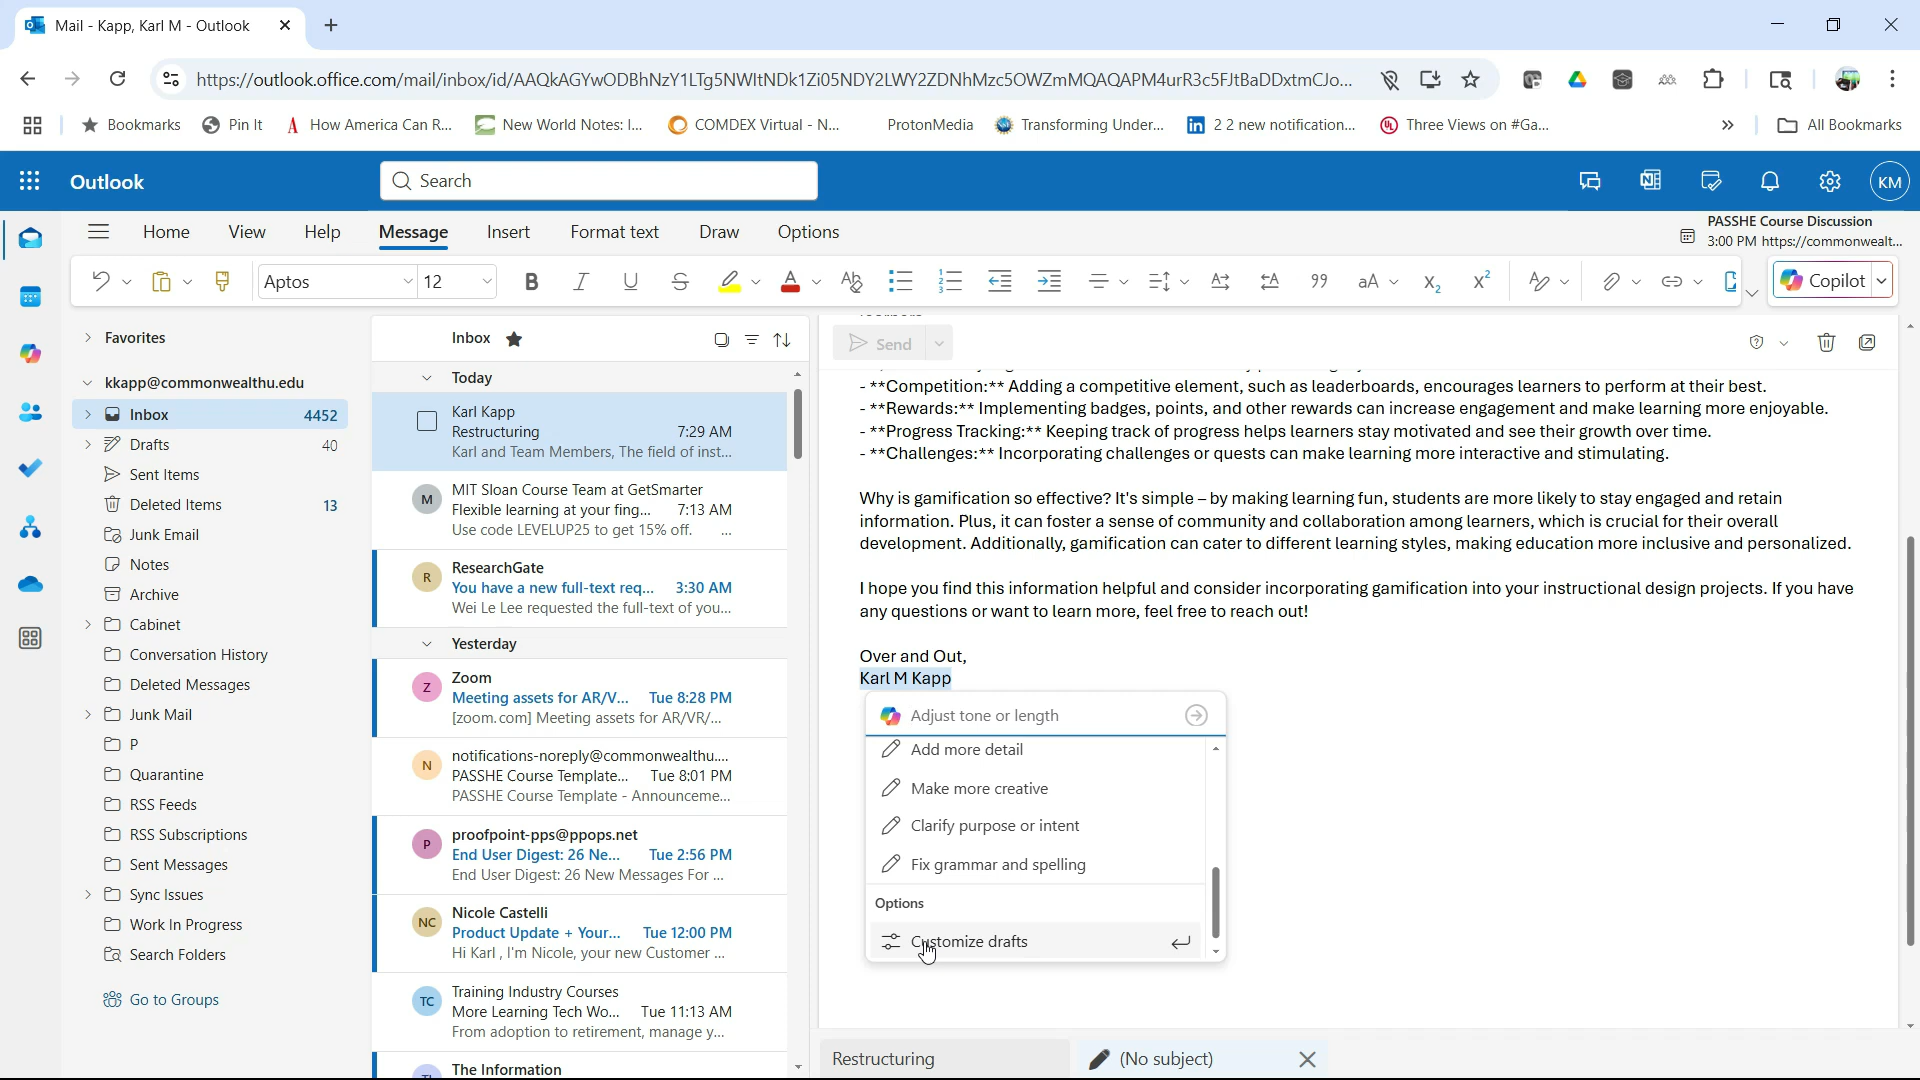 Mail - Kapp, Karl M - Outlook
https://outlook.office.com/mail/inbox/id/AAQkAGYwODBhNzY1LTg5NWItNDk1Zi05NDY2LWY2ZDNhMzc5OWZmMQAQAPM4urR3c5FJtBaDDxtmCJo...
Bookmarks
Pin It
How America Can R...
New World Notes: I...
COMDEX Virtual - N...
ProtonMedia
Transforming Under...
2 2 new notification...
Three Views on #Ga...
All Bookmarks
Outlook
Search
KM
Home View Help Message Insert Format text Draw Options
PASSHE Course Discussion
3:00 PM https://commonwealt...
Aptos
12
Copilot
Favorites
kkapp@commonwealthu.edu
Inbox 4452
Drafts 40
Sent Items
Deleted Items 13
Junk Email
Notes
Archive
Cabinet
Conversation History
Deleted Messages
Junk Mail
P
Quarantine
RSS Feeds
RSS Subscriptions
Sent Messages
Sync Issues
Work In Progress
Search Folders
Go to Groups
Inbox
Today
Karl Kapp
Restructuring 7:29 AM
Karl and Team Members, The field of inst...
M
MIT Sloan Course Team at GetSmarter
Flexible learning at your fing... 7:13 AM
Use code LEVELUP25 to get 15% off. ...
R
ResearchGate
You have a new full-text req... 3:30 AM
Wei Le Lee requested the full-text of you...
Yesterday
Z
Zoom
Meeting assets for AR/V... Tue 8:28 PM
[zoom.com] Meeting assets for AR/VR/...
N
notifications-noreply@commonwealthu....
PASSHE Course Template... Tue 8:01 PM
PASSHE Course Template - Announceme...
P
proofpoint-pps@ppops.net
End User Digest: 26 Ne... Tue 2:56 PM
End User Digest: 26 New Messages For ...
NC
Nicole Castelli
Product Update + Your... Tue 12:00 PM
Hi Karl , I'm Nicole, your new Customer ...
TC
Training Industry Courses
More Learning Tech Wo... Tue 11:13 AM
From adoption to retirement, manage y...
The Information
Send
- **Competition:** Adding a competitive element, such as leaderboards, encourages learners to perform at their best.
- **Rewards:** Implementing badges, points, and other rewards can increase engagement and make learning more enjoyable.
- **Progress Tracking:** Keeping track of progress helps learners stay motivated and see their growth over time.
- **Challenges:** Incorporating challenges or quests can make learning more interactive and stimulating.
Why is gamification so effective? It's simple – by making learning fun, students are more likely to stay engaged and retain
information. Plus, it can foster a sense of community and collaboration among learners, which is crucial for their overall
development. Additionally, gamification can cater to different learning styles, making education more inclusive and personalized.
I hope you find this information helpful and consider incorporating gamification into your instructional design projects. If you have
any questions or want to learn more, feel free to reach out!
Over and Out,
Karl M Kapp
Adjust tone or length
Add more detail
Make more creative
Clarify purpose or intent
Fix grammar and spelling
Options
Customize drafts
Restructuring
(No subject)